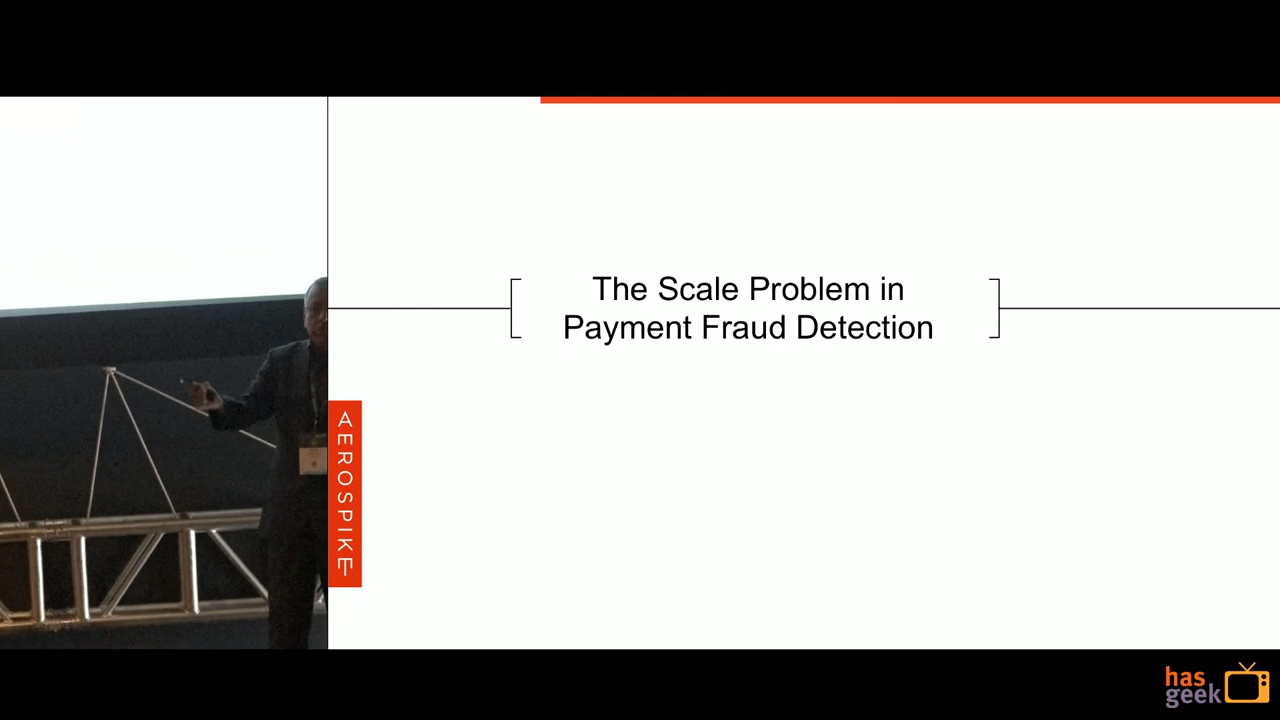 The Scale Problem in
Payment Fraud Detection
AEROSPIKE
has
geek